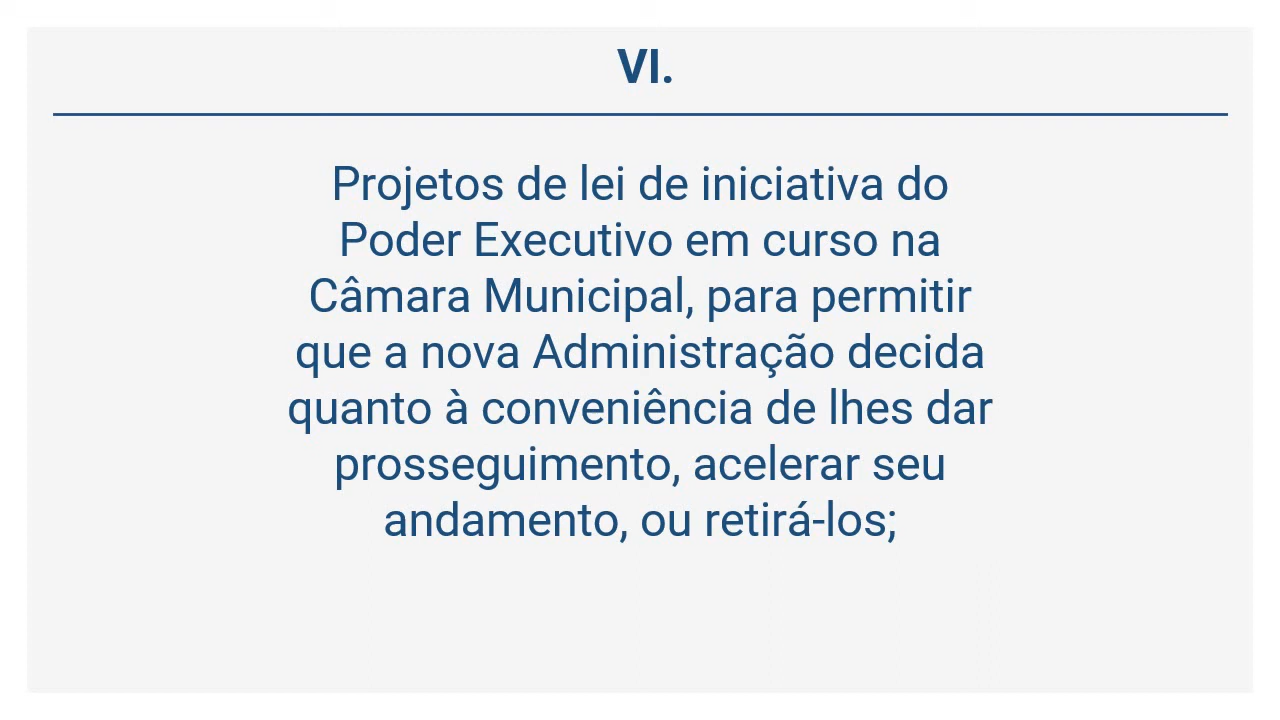 VI.
Projetos de lei de iniciativa do
Poder Executivo em curso na
Câmara Municipal, para permitir
que a nova Administração decida
quanto à conveniência de lhes dar
prosseguimento, acelerar seu
andamento, ou retirá-los;